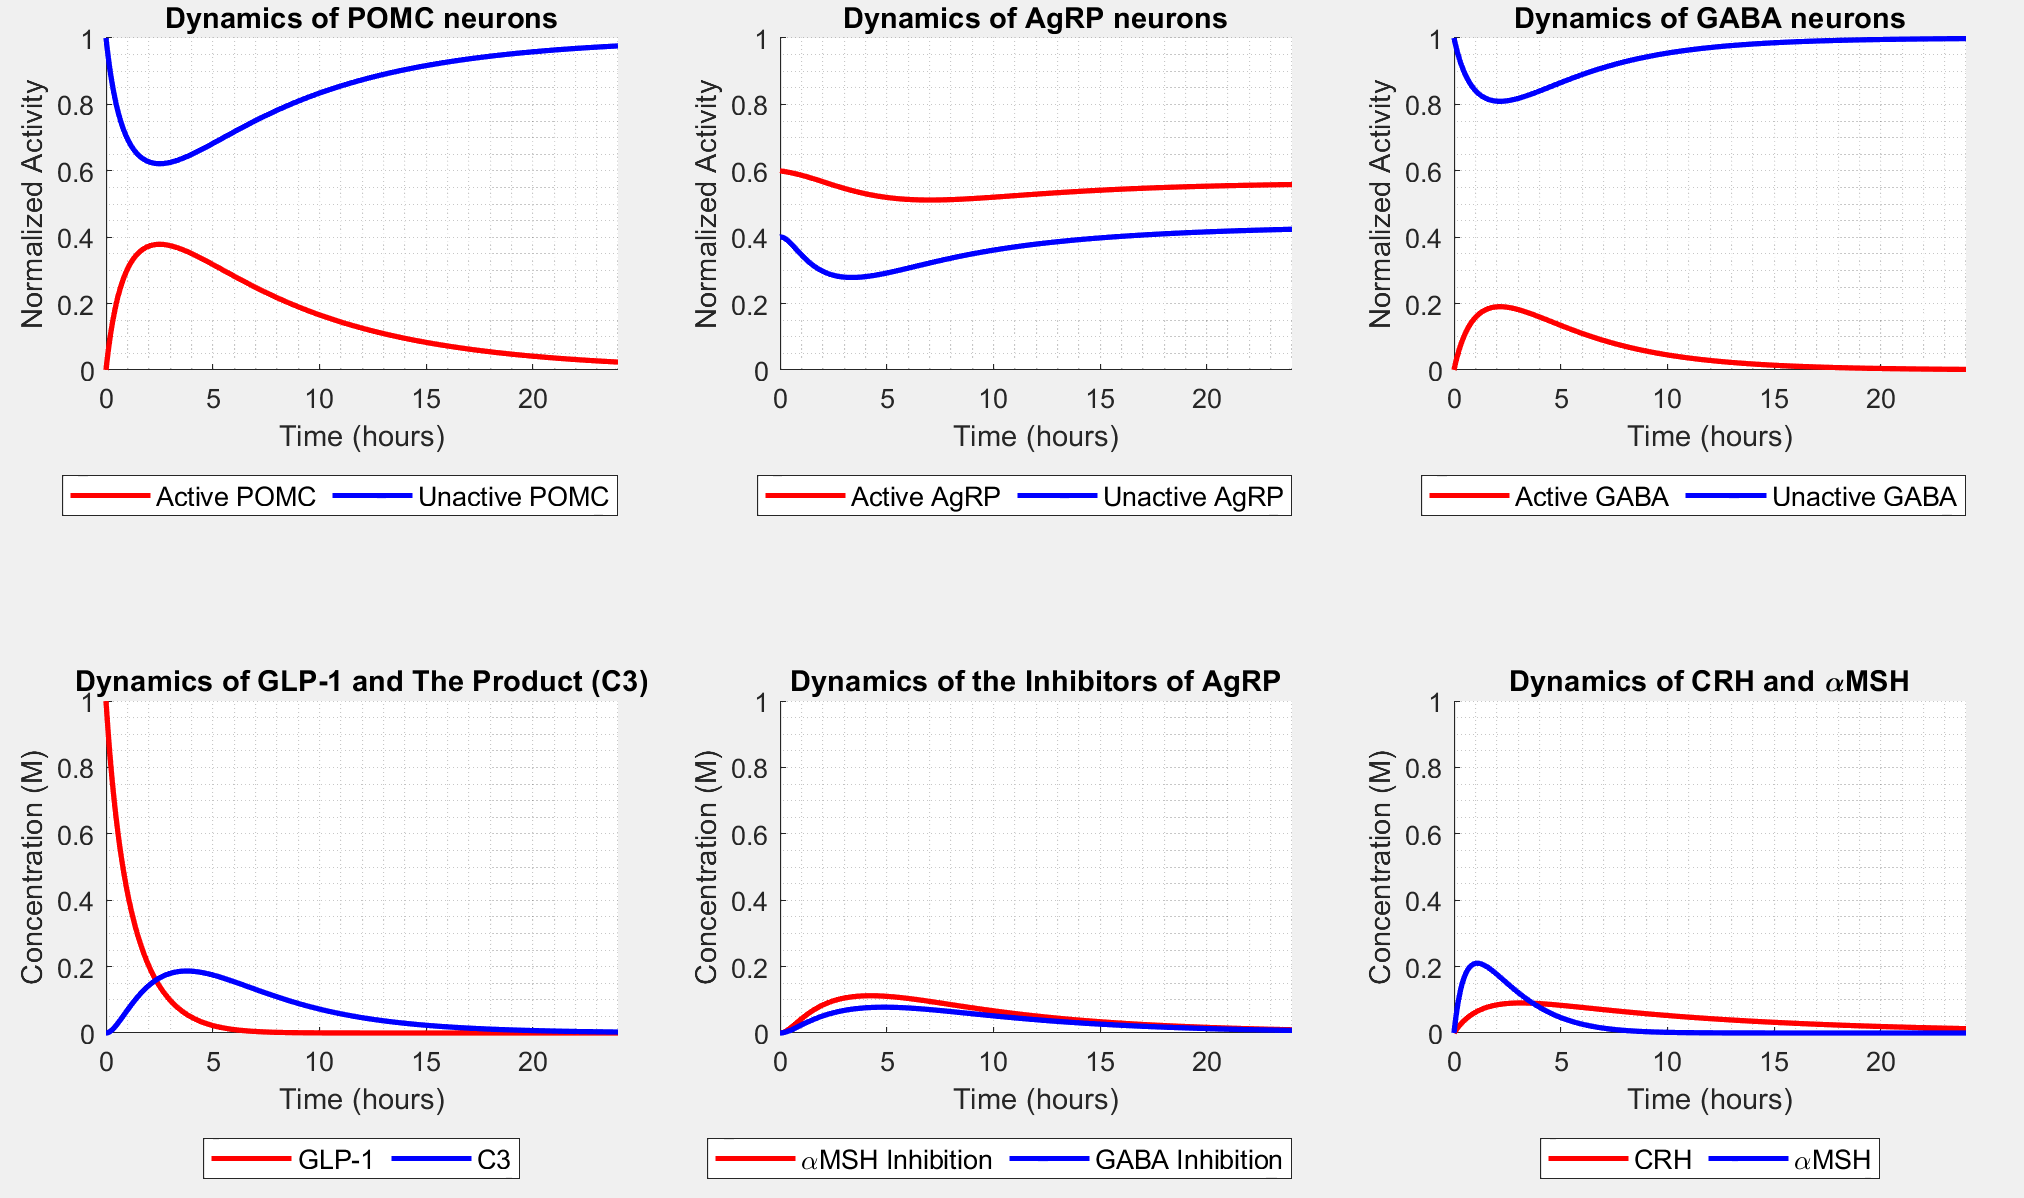 Dynamics of POMC neurons
Normalized Activity
1
0.8
0.6
0.4
0.2
0
0 5 10 15 20
Time (hours)
Active POMC Unactive POMC
Dynamics of AgRP neurons
Normalized Activity
1
0.8
0.6
0.4
0.2
0
0 5 10 15 20
Time (hours)
Active AgRP Unactive AgRP
Dynamics of GABA neurons
Normalized Activity
1
0.8
0.6
0.4
0.2
0
0 5 10 15 20
Time (hours)
Active GABA Unactive GABA
Dynamics of GLP-1 and The Product (C3)
Concentration (M)
1
0.8
0.6
0.4
0.2
0
0 5 10 15 20
Time (hours)
GLP-1 C3
Dynamics of the Inhibitors of AgRP
Concentration (M)
1
0.8
0.6
0.4
0.2
0
0 5 10 15 20
Time (hours)
αMSH Inhibition GABA Inhibition
Dynamics of CRH and αMSH
Concentration (M)
1
0.8
0.6
0.4
0.2
0
0 5 10 15 20
Time (hours)
CRH αMSH